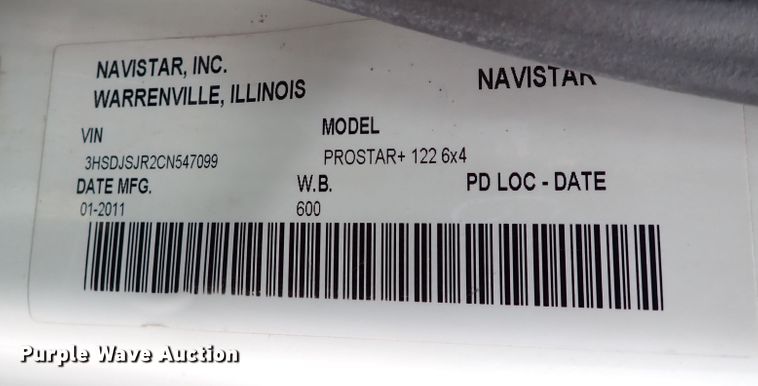 NAVISTAR, INC.
WARRENVILLE, ILLINOIS
NAVISTAR
VIN
3HSDJSJR2CN547099
MODEL
PROSTAR+ 122 6x4
DATE MFG.
01-2011
W.B.
600
PD LOC - DATE
Purple Wave Auction